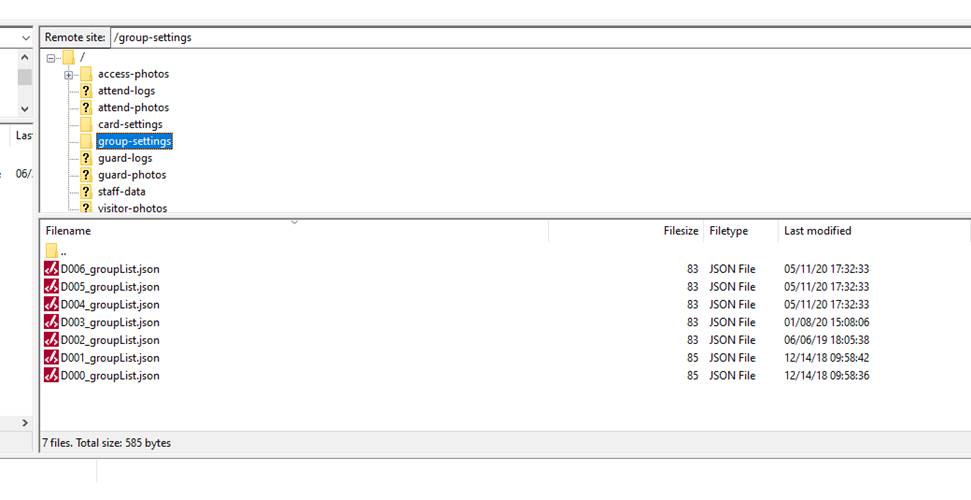 Remote site: /group-settings
/
access-photos
attend-logs
attend-photos
card-settings
group-settings
guard-logs
guard-photos
staff-data
visitor-photos
Las
06/.
Filename Filesize Filetype Last modified
..
D006_groupList.json 83 JSON File 05/11/20 17:32:33
D005_groupList.json 83 JSON File 05/11/20 17:32:33
D004_groupList.json 83 JSON File 05/11/20 17:32:33
D003_groupList.json 83 JSON File 01/08/20 15:08:06
D002_groupList.json 83 JSON File 06/06/19 18:05:38
D001_groupList.json 85 JSON File 12/14/18 09:58:42
D000_groupList.json 85 JSON File 12/14/18 09:58:36
7 files. Total size: 585 bytes